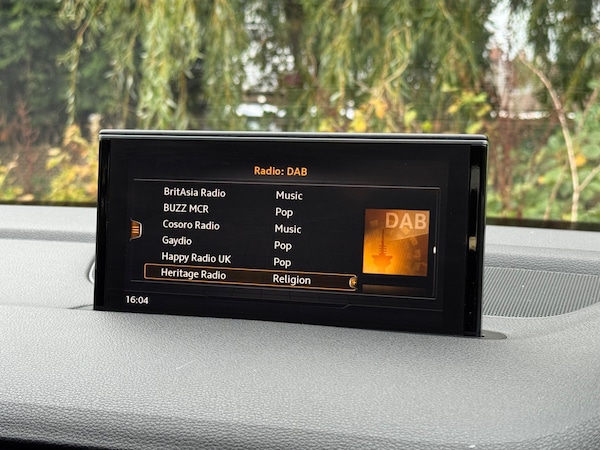 Radio: DAB
BritAsia Radio Music
BUZZ MCR Pop
Cosoro Radio Music
Gaydio Pop
Happy Radio UK Pop
Heritage Radio Religion
DAB
16:04